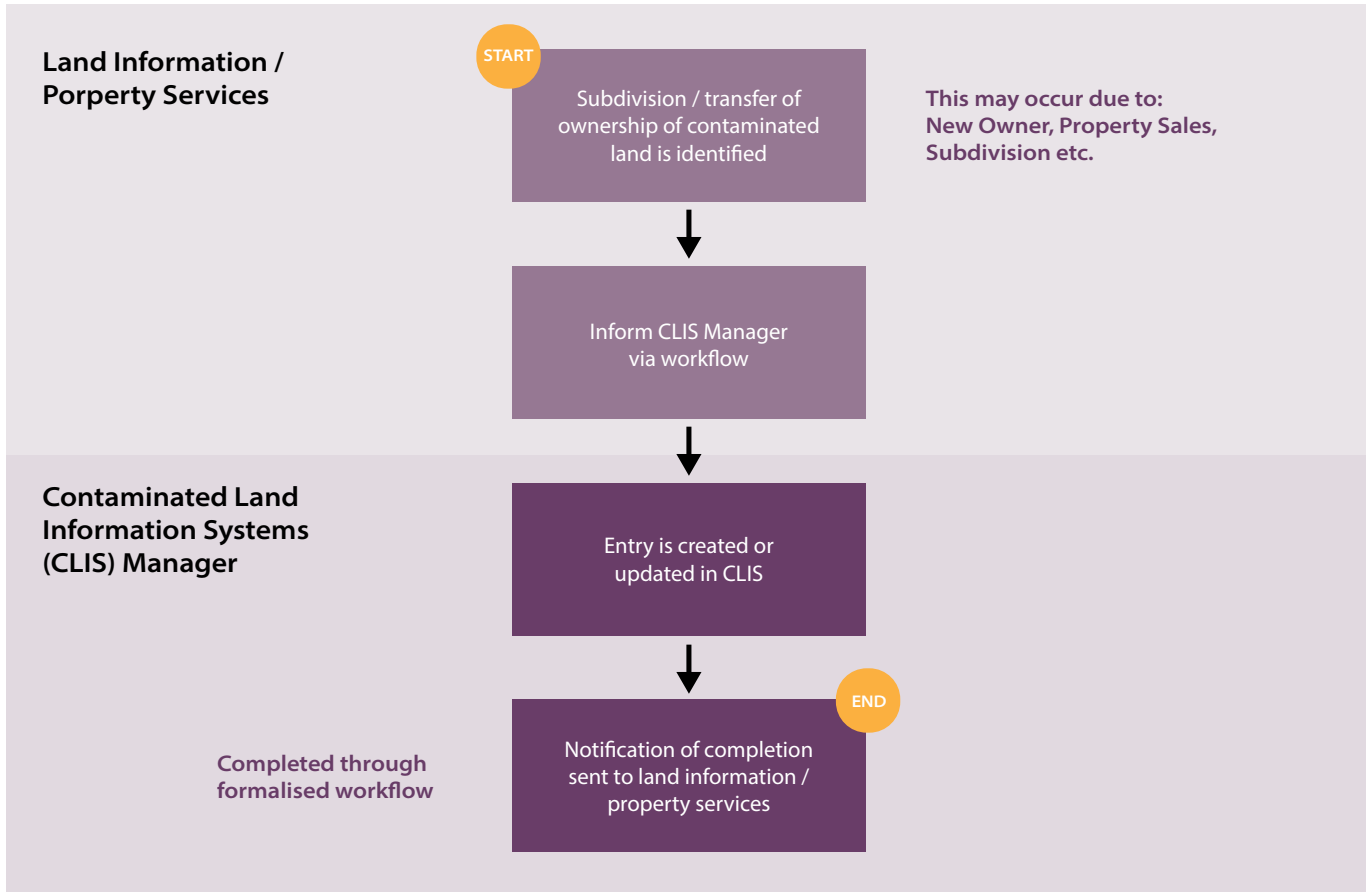 Land Information /
Porperty Services
START
Subdivision / transfer of
ownership of contaminated
land is identified
This may occur due to:
New Owner, Property Sales,
Subdivision etc.
Inform CLIS Manager
via workflow
Contaminated Land
Information Systems
(CLIS) Manager
Entry is created or
updated in CLIS
END
Notification of completion
sent to land information /
property services
Completed through
formalised workflow